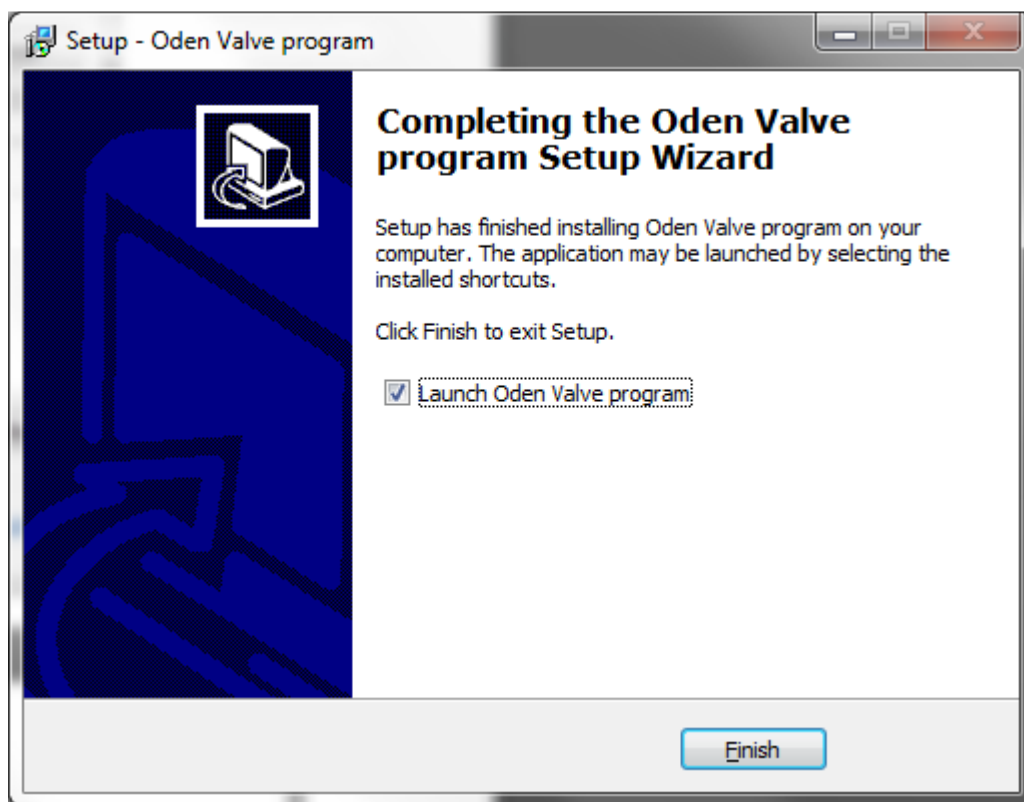 Setup - Oden Valve program
Completing the Oden Valve
program Setup Wizard
Setup has finished installing Oden Valve program on your
computer. The application may be launched by selecting the
installed shortcuts.
Click Finish to exit Setup.
Launch Oden Valve program
Finish